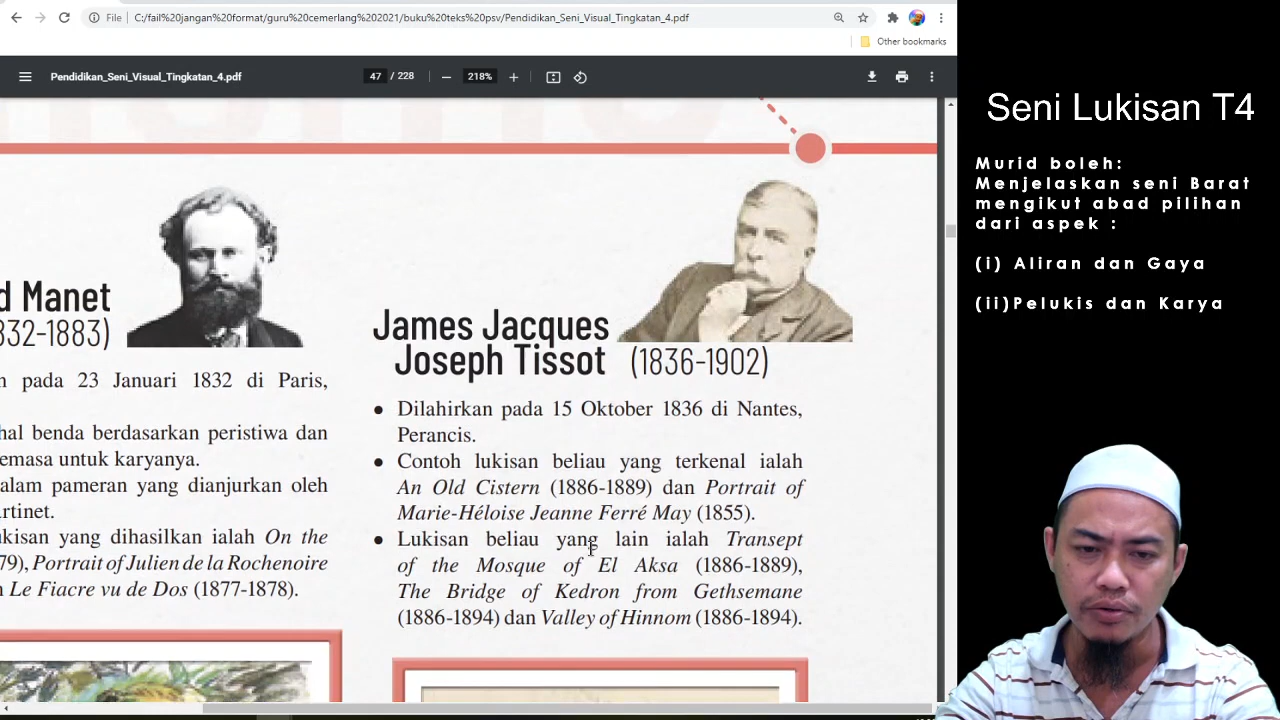 File
C:/fail%20jangan%20format/guru%20cemerlang%202021/buku%20teks%20psv/Pendidikan_Seni_Visual_Tingkatan_4.pdf
Other bookmarks
Pendidikan_Seni_Visual_Tingkatan_4.pdf
47 / 228
218%
d Manet
832-1883)
n pada 23 Januari 1832 di Paris,
hal benda berdasarkan peristiwa dan
emasa untuk karyanya.
alam pameran yang dianjurkan oleh
artinet.
ukisan yang dihasilkan ialah On the
79), Portrait of Julien de la Rochenoire
n Le Fiacre vu de Dos (1877-1878).
James Jacques
Joseph Tissot (1836-1902)
• Dilahirkan pada 15 Oktober 1836 di Nantes,
Perancis.
• Contoh lukisan beliau yang terkenal ialah
An Old Cistern (1886-1889) dan Portrait of
Marie-Héloise Jeanne Ferré May (1855).
• Lukisan beliau yang lain ialah Transept
of the Mosque of El Aksa (1886-1889),
The Bridge of Kedron from Gethsemane
(1886-1894) dan Valley of Hinnom (1886-1894).
Seni Lukisan T4
Murid boleh:
Menjelaskan seni Barat
mengikut abad pilihan
dari aspek :
(i) Aliran dan Gaya
(ii)Pelukis dan Karya